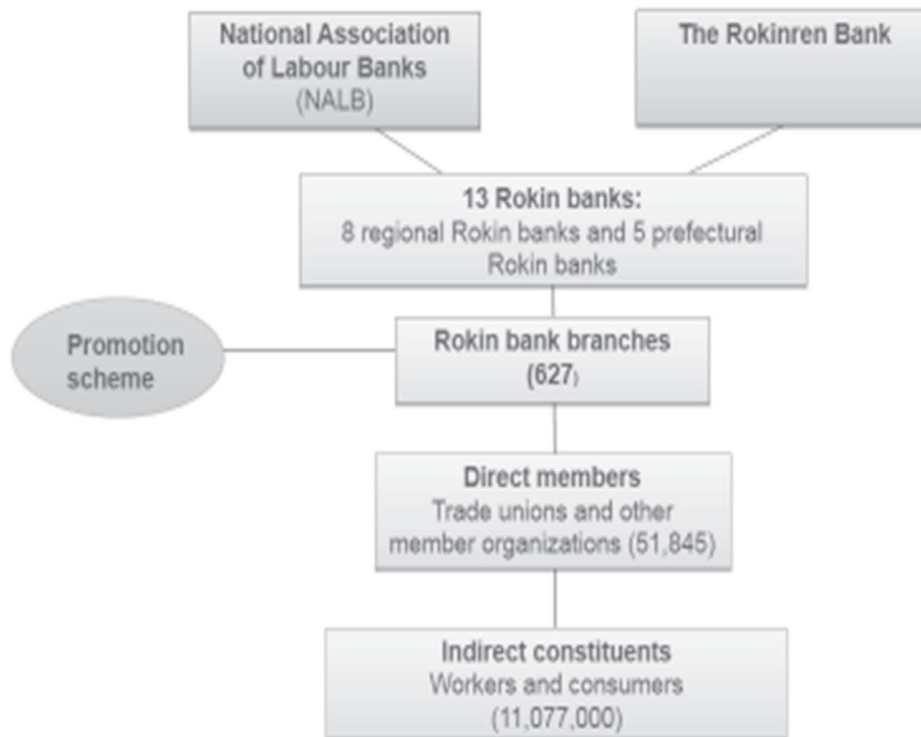 National Association
of Labour Banks
(NALB)
The Rokinren Bank
13 Rokin banks:
8 regional Rokin banks and 5 prefectural
Rokin banks
Promotion
scheme
Rokin bank branches
(627)
Direct members
Trade unions and other
member organizations (51,845)
Indirect constituents
Workers and consumers
(11,077,000)